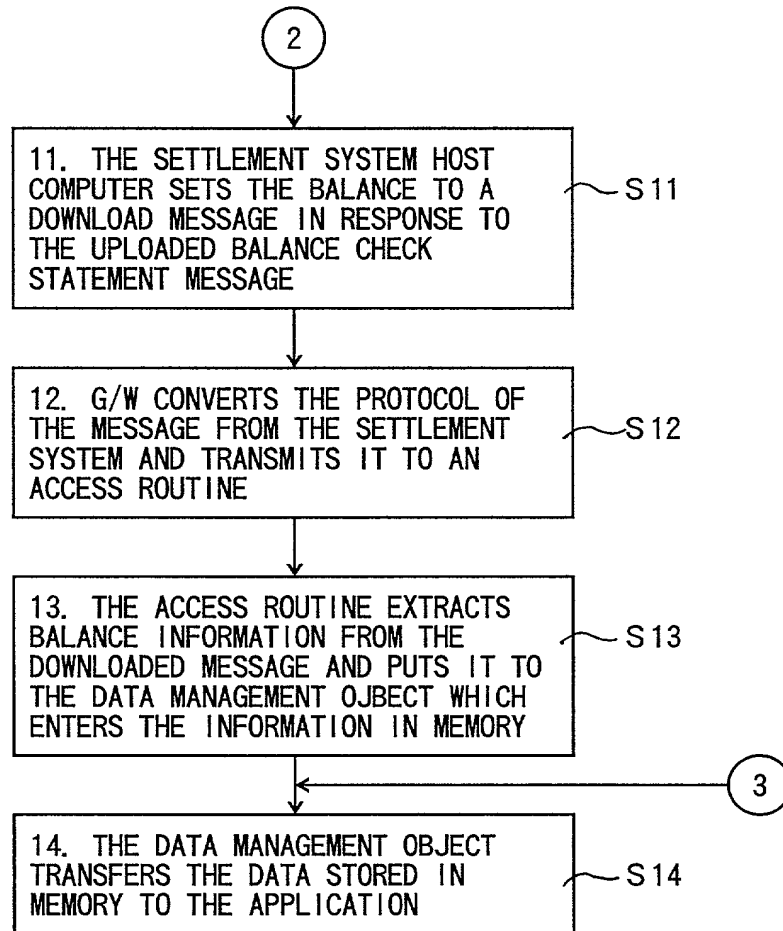 2
11. THE SETTLEMENT SYSTEM HOST
COMPUTER SETS THE BALANCE TO A
DOWNLOAD MESSAGE IN RESPONSE TO
THE UPLOADED BALANCE CHECK
STATEMENT MESSAGE
S11
12. G/W CONVERTS THE PROTOCOL OF
THE MESSAGE FROM THE SETTLEMENT
SYSTEM AND TRANSMITS IT TO AN
ACCESS ROUTINE
S12
13. THE ACCESS ROUTINE EXTRACTS
BALANCE INFORMATION FROM THE
DOWNLOADED MESSAGE AND PUTS IT TO
THE DATA MANAGEMENT OJBECT WHICH
ENTERS THE INFORMATION IN MEMORY
S13
3
14. THE DATA MANAGEMENT OBJECT
TRANSFERS THE DATA STORED IN
MEMORY TO THE APPLICATION
S14